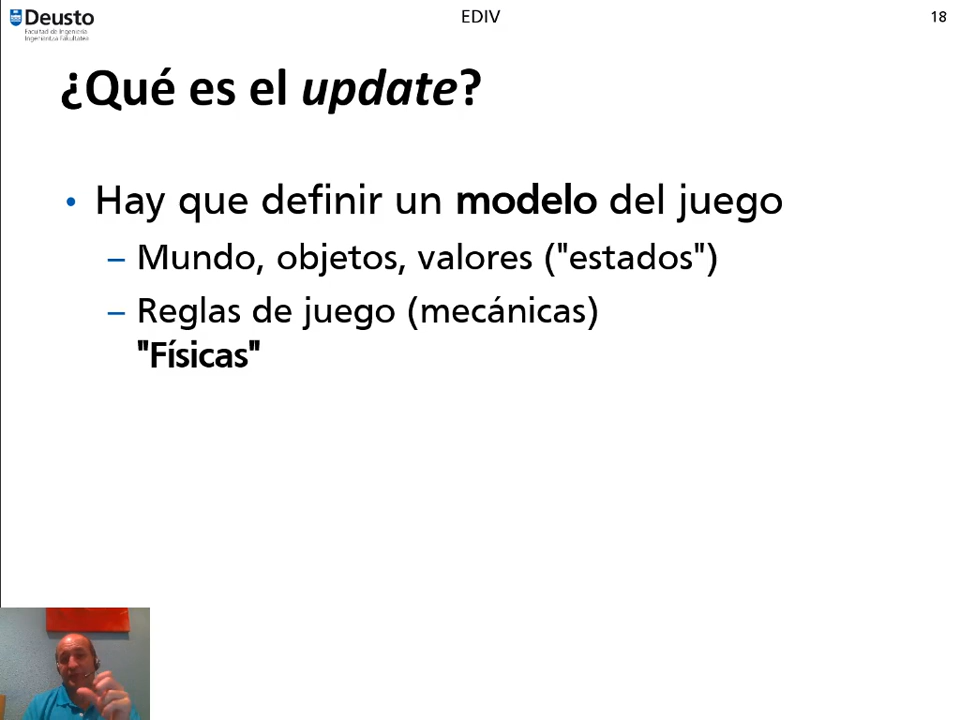 Deusto
Facultad de Ingeniería
Ingeniaritza Fakultatea
EDIV
18
¿Qué es el update?
• Hay que definir un modelo del juego
– Mundo, objetos, valores ("estados")
– Reglas de juego (mecánicas)
"Físicas"